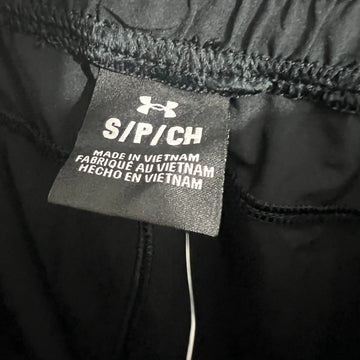 S/P/CH
MADE IN VIETNAM
FABRIQUÉ AU VIETNAM
HECHO EN VIETNAM